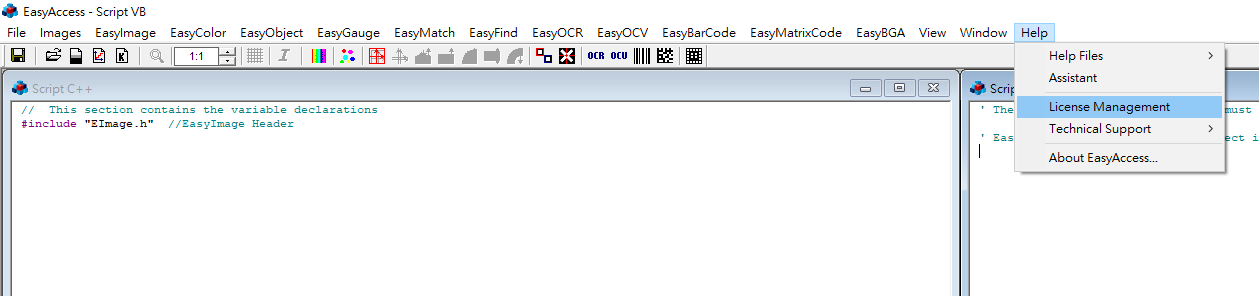 EasyAccess - Script VB
File Images EasyImage EasyColor EasyObject EasyGauge EasyMatch EasyFind EasyOCR EasyOCV EasyBarCode EasyMatrixCode EasyBGA View Window Help
1:1 I OCR OCV
Help Files
Assistant
License Management
Technical Support
About EasyAccess...
Script C++
// This section contains the variable declarations
#include "EImage.h" //EasyImage Header
Scrip
' The
must
' Eas
ect i